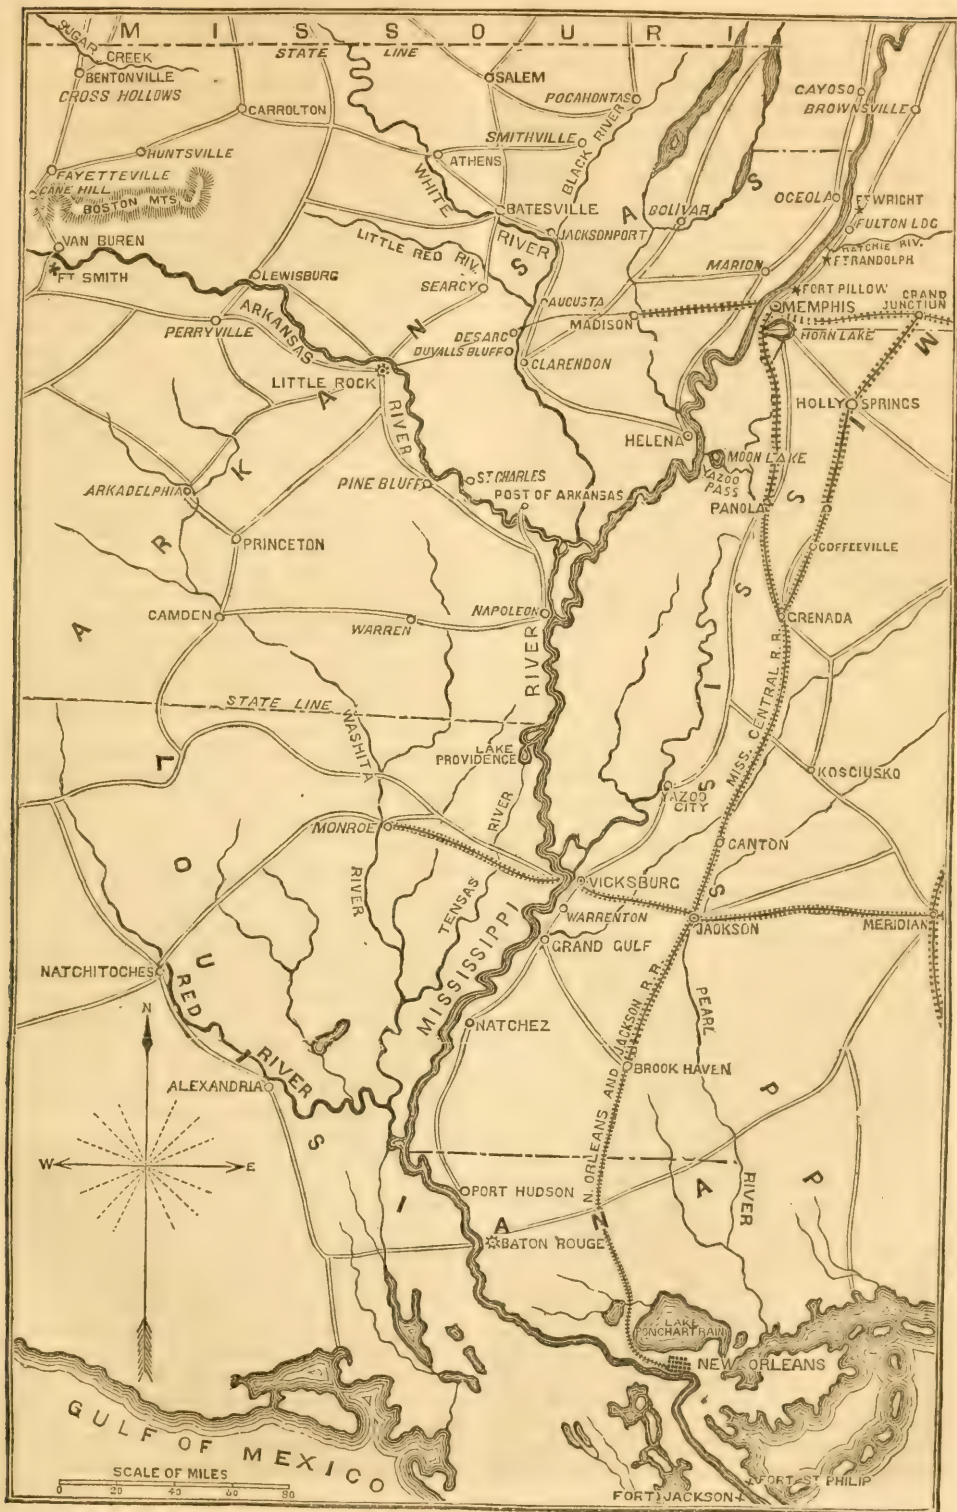 MISSOURI
STATE LINE
SUGAR CREEK
BENTONVILLE
CROSS HOLLOWS
CARROLTON
SALEM
POCAHONTAS
CAYOSO
BROWNSVILLE
HUNTSVILLE
SMITHVILLE
BLACK RIVER
ATHENS
FAYETTEVILLE
CANE HILL
BOSTON MTS.
WHITE RIVER
BATESVILLE
BOLIVAR
OCEOLA
FT WRIGHT
FULTON LDG
HATCHIE RIV.
FT RANDOLPH
VAN BUREN
FT SMITH
LITTLE RED RIV.
JACKSONPORT
MARION
LEWISBURG
SEARCY
AUGUSTA
FORT PILLOW
MEMPHIS
GRAND JUNCTIUN
PERRYVILLE
ARKANSAS RIVER
DESARC
MADISON
HORN LAKE
DUVALLS BLUFF
CLARENDON
LITTLE ROCK
HOLLY SPRINGS
HELENA
MOON LAKE
YAZOO PASS
ARKADELPHIA
PINE BLUFF
ST. CHARLES
POST OF ARKANSAS
PANOLA
PRINCETON
COFFEEVILLE
CAMDEN
WARREN
NAPOLEON
GRENADA
ARKANSAS
STATE LINE
WASHITA RIVER
LAKE PROVIDENCE
MISS. CENTRAL R.R.
KOSCIUSKO
YAZOO CITY
MONROE
TENSAS RIVER
CANTON
VICKSBURG
WARRENTON
JACKSON
MERIDIAN
GRAND GULF
MISSISSIPPI RIVER
NATCHITOCHES
RED RIVER
NATCHEZ
N. ORLEANS AND JACKSON R.R.
PEARL RIVER
BROOK HAVEN
ALEXANDRIA
N
W
E
MISSISSIPPI
PORT HUDSON
BATON ROUGE
LOUISIANA
LAKE PONCHARTRAIN
NEW ORLEANS
GULF OF MEXICO
SCALE OF MILES
0 20 40 60 80
FORT ST PHILIP
FORT JACKSON